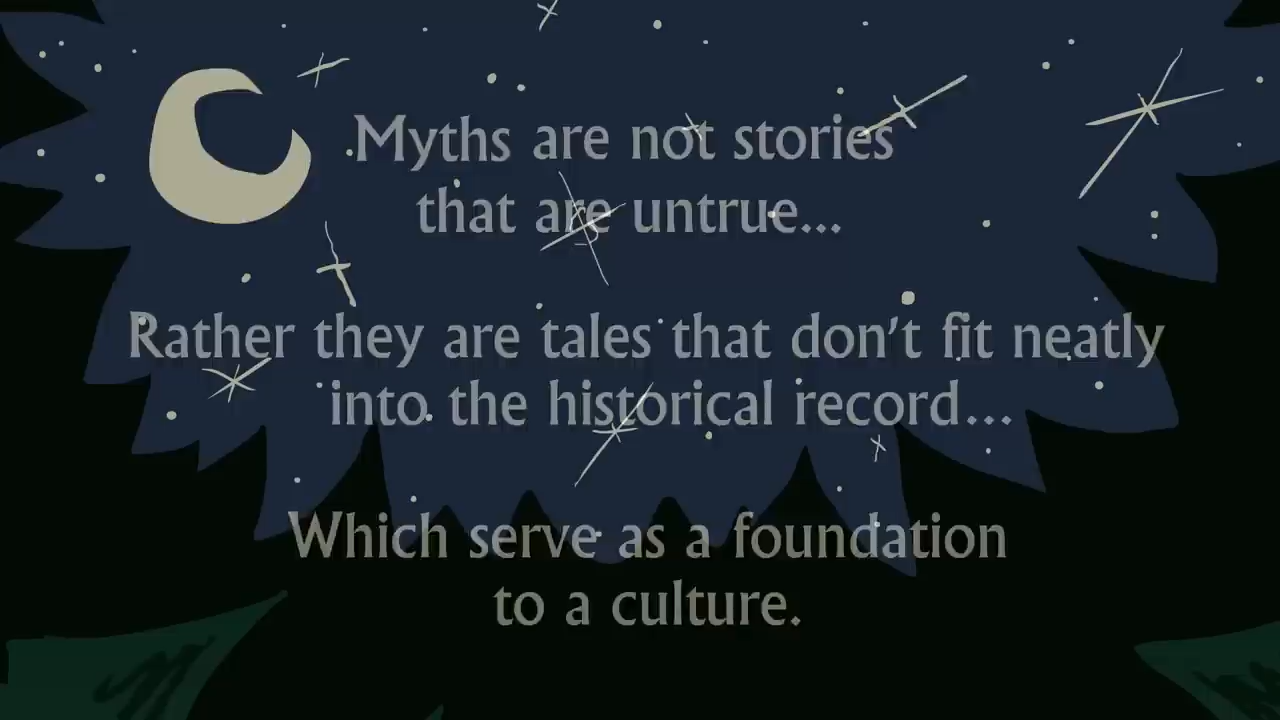 Myths are not stories
that are untrue...
Rather they are tales that don't fit neatly
into the historical record...
Which serve as a foundation
to a culture.